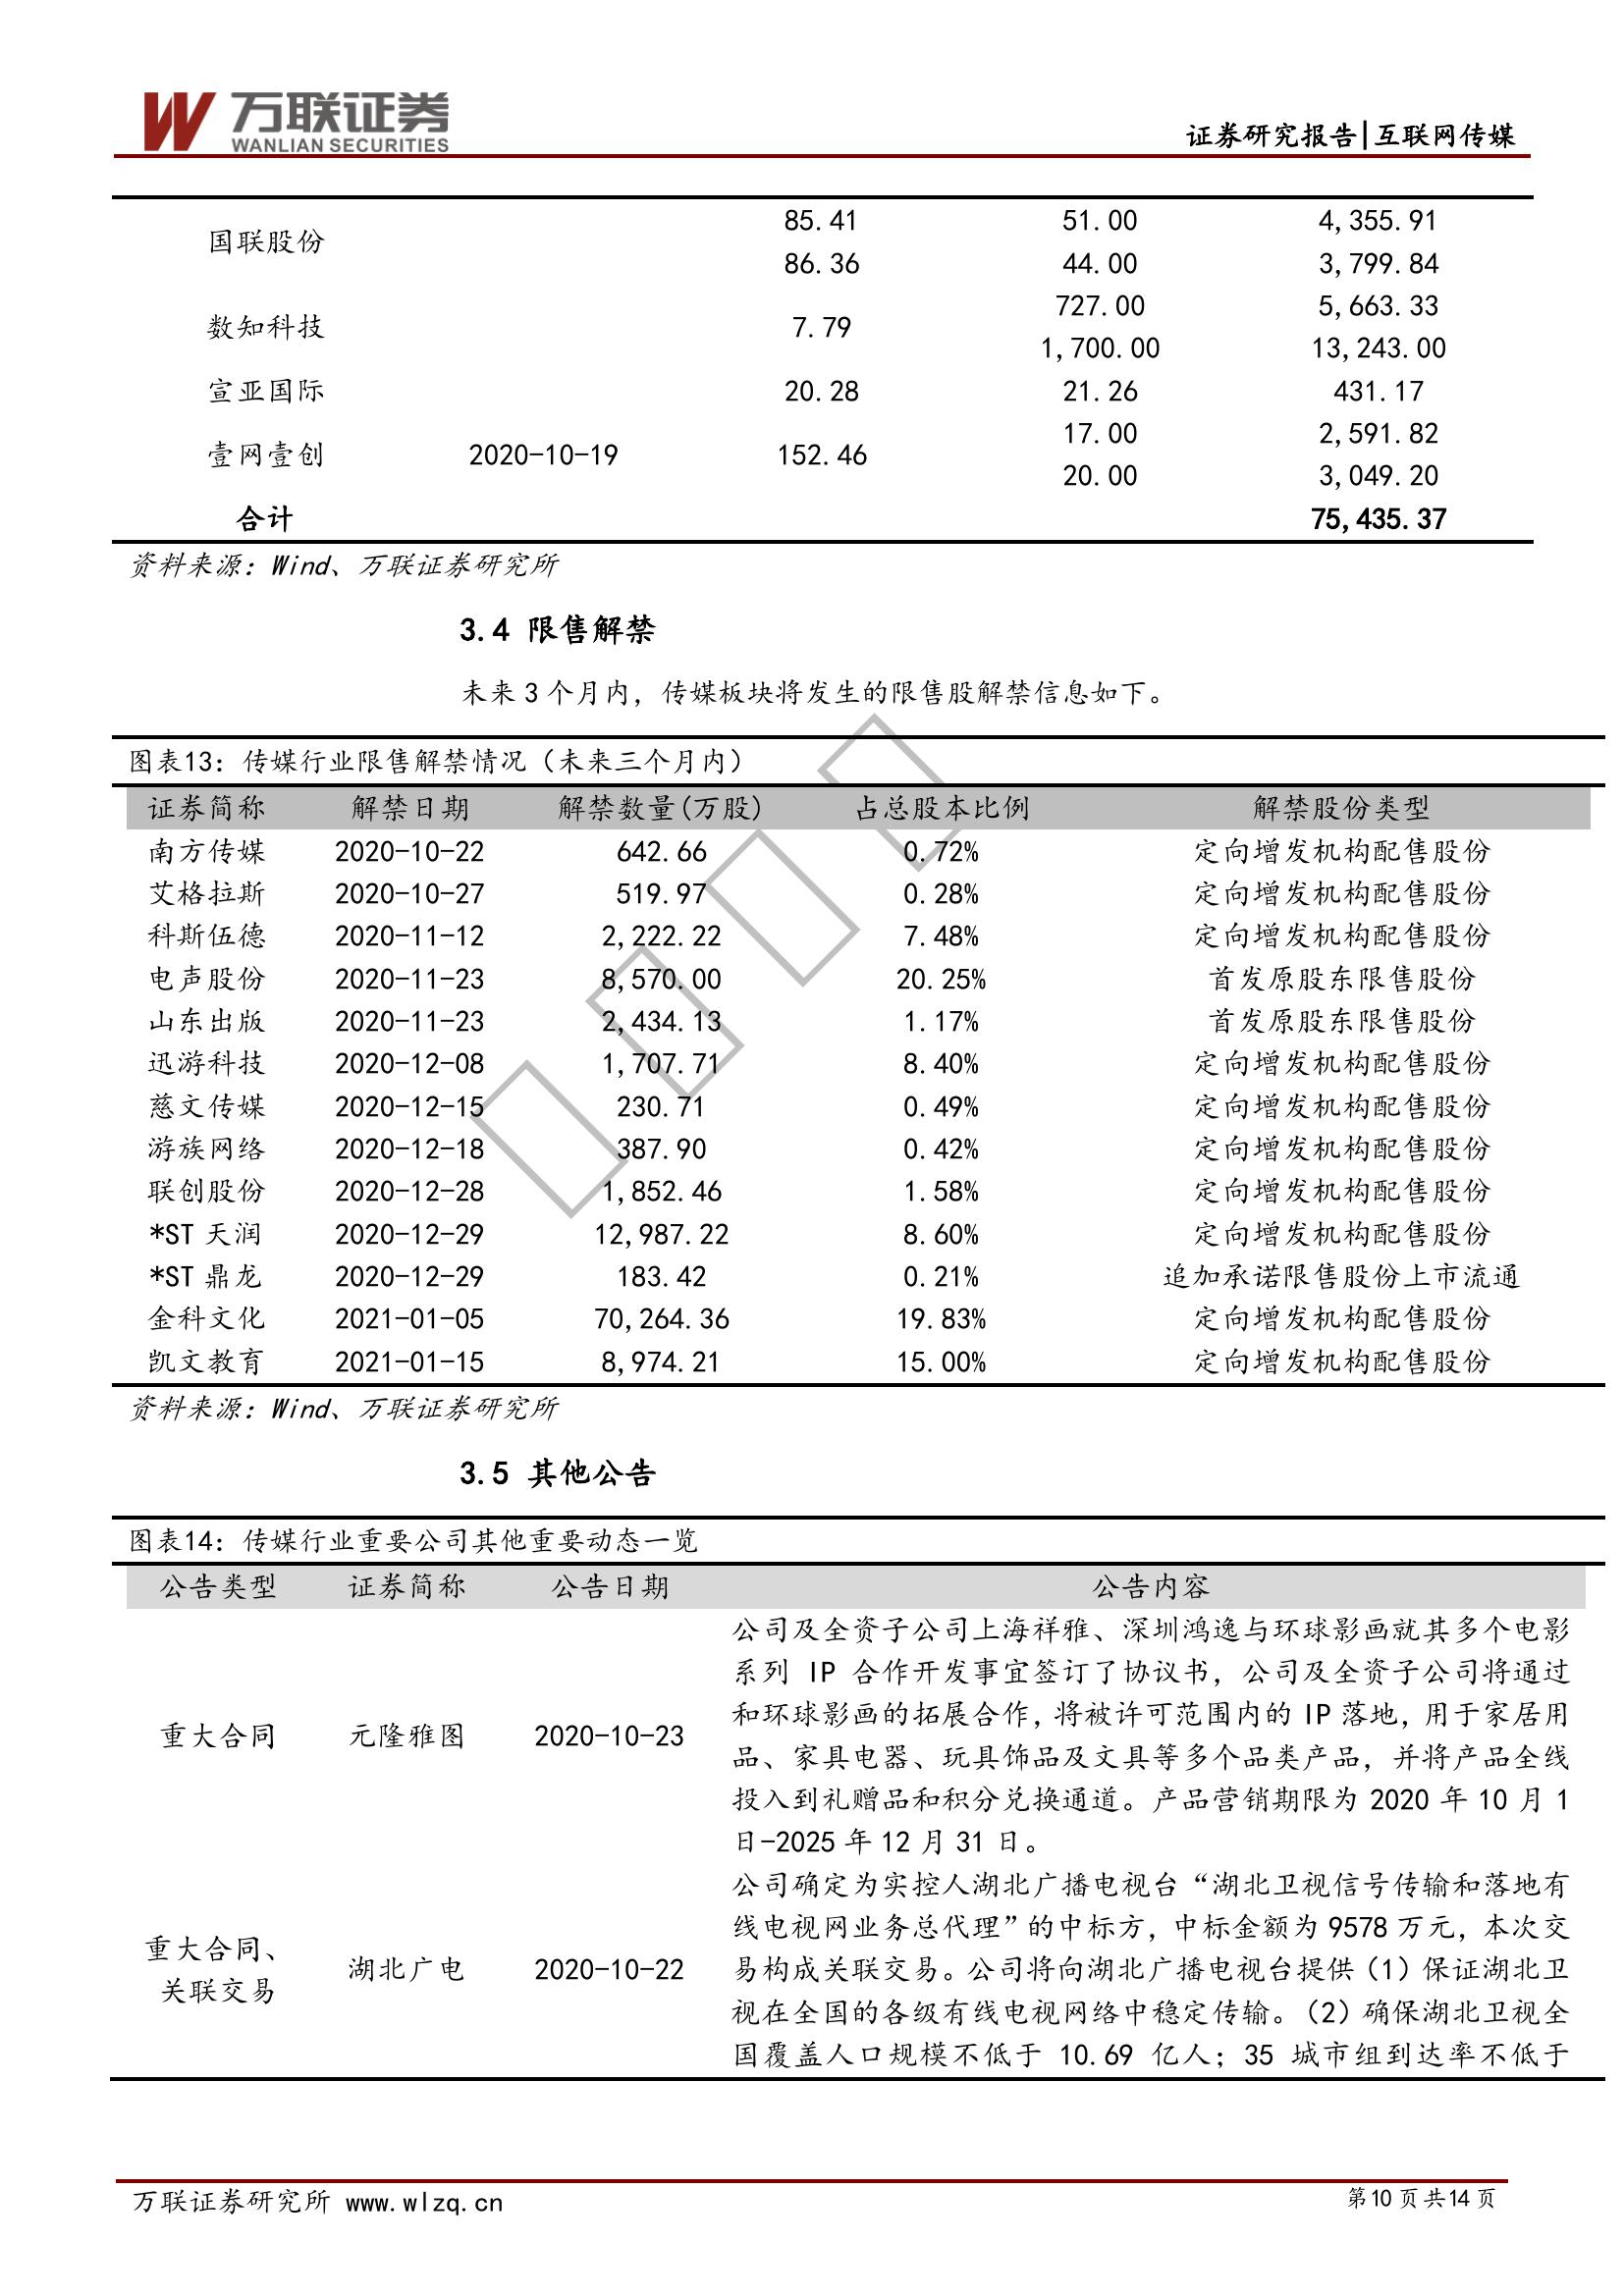 万联证券
WANLIAN SECURITIES
证券研究报告|互联网传媒
国联股份 85.41 51.00 4,355.91
86.36 44.00 3,799.84
数知科技 7.79 727.00 5,663.33
1,700.00 13,243.00
宣亚国际 20.28 21.26 431.17
壹网壹创 2020-10-19 152.46 17.00 2,591.82
20.00 3,049.20
合计 75,435.37
资料来源：Wind、万联证券研究所
3.4 限售解禁
未来 3 个月内，传媒板块将发生的限售股解禁信息如下。
图表13：传媒行业限售解禁情况（未来三个月内）
证券简称 解禁日期 解禁数量(万股) 占总股本比例 解禁股份类型
南方传媒 2020-10-22 642.66 0.72% 定向增发机构配售股份
艾格拉斯 2020-10-27 519.97 0.28% 定向增发机构配售股份
科斯伍德 2020-11-12 2,222.22 7.48% 定向增发机构配售股份
电声股份 2020-11-23 8,570.00 20.25% 首发原股东限售股份
山东出版 2020-11-23 2,434.13 1.17% 首发原股东限售股份
迅游科技 2020-12-08 1,707.71 8.40% 定向增发机构配售股份
慈文传媒 2020-12-15 230.71 0.49% 定向增发机构配售股份
游族网络 2020-12-18 387.90 0.42% 定向增发机构配售股份
联创股份 2020-12-28 1,852.46 1.58% 定向增发机构配售股份
*ST 天润 2020-12-29 12,987.22 8.60% 定向增发机构配售股份
*ST 鼎龙 2020-12-29 183.42 0.21% 追加承诺限售股份上市流通
金科文化 2021-01-05 70,264.36 19.83% 定向增发机构配售股份
凯文教育 2021-01-15 8,974.21 15.00% 定向增发机构配售股份
资料来源：Wind、万联证券研究所
3.5 其他公告
图表14：传媒行业重要公司其他重要动态一览
公告类型 证券简称 公告日期 公告内容
公司及全资子公司上海祥雅、深圳鸿逸与环球影画就其多个电影
系列 IP 合作开发事宜签订了协议书，公司及全资子公司将通过
和环球影画的拓展合作，将被许可范围内的 IP 落地，用于家居用
重大合同 元隆雅图 2020-10-23
品、家具电器、玩具饰品及文具等多个品类产品，并将产品全线
投入到礼赠品和积分兑换通道。产品营销期限为 2020 年 10 月 1
日-2025 年 12 月 31 日。
公司确定为实控人湖北广播电视台“湖北卫视信号传输和落地有
线电视网业务总代理”的中标方，中标金额为 9578 万元，本次交
重大合同、
关联交易 湖北广电 2020-10-22
易构成关联交易。公司将向湖北广播电视台提供（1）保证湖北卫
视在全国的各级有线电视网络中稳定传输。（2）确保湖北卫视全
国覆盖人口规模不低于 10.69 亿人；35 城市组到达率不低于
万联证券研究所 www.wlzq.cn
第10 页 共14 页